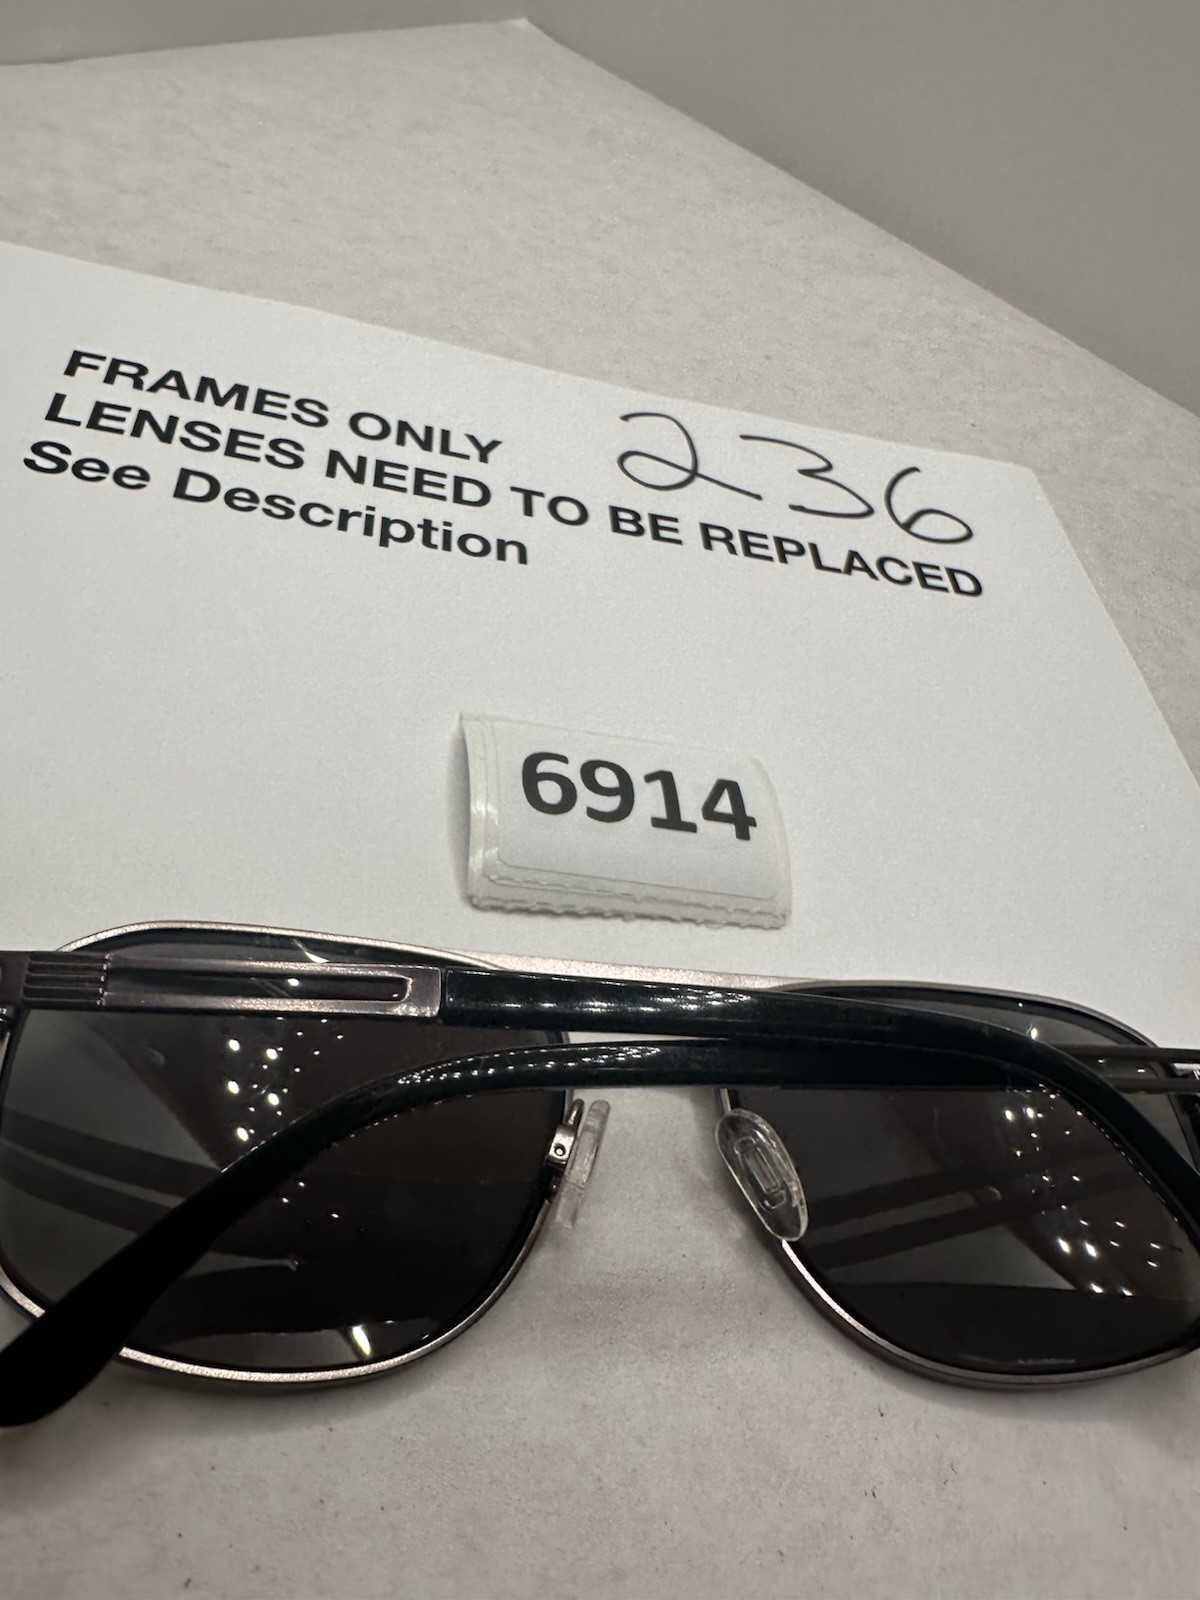 FRAMES ONLY 236
LENSES NEED TO BE REPLACED
See Description
6914